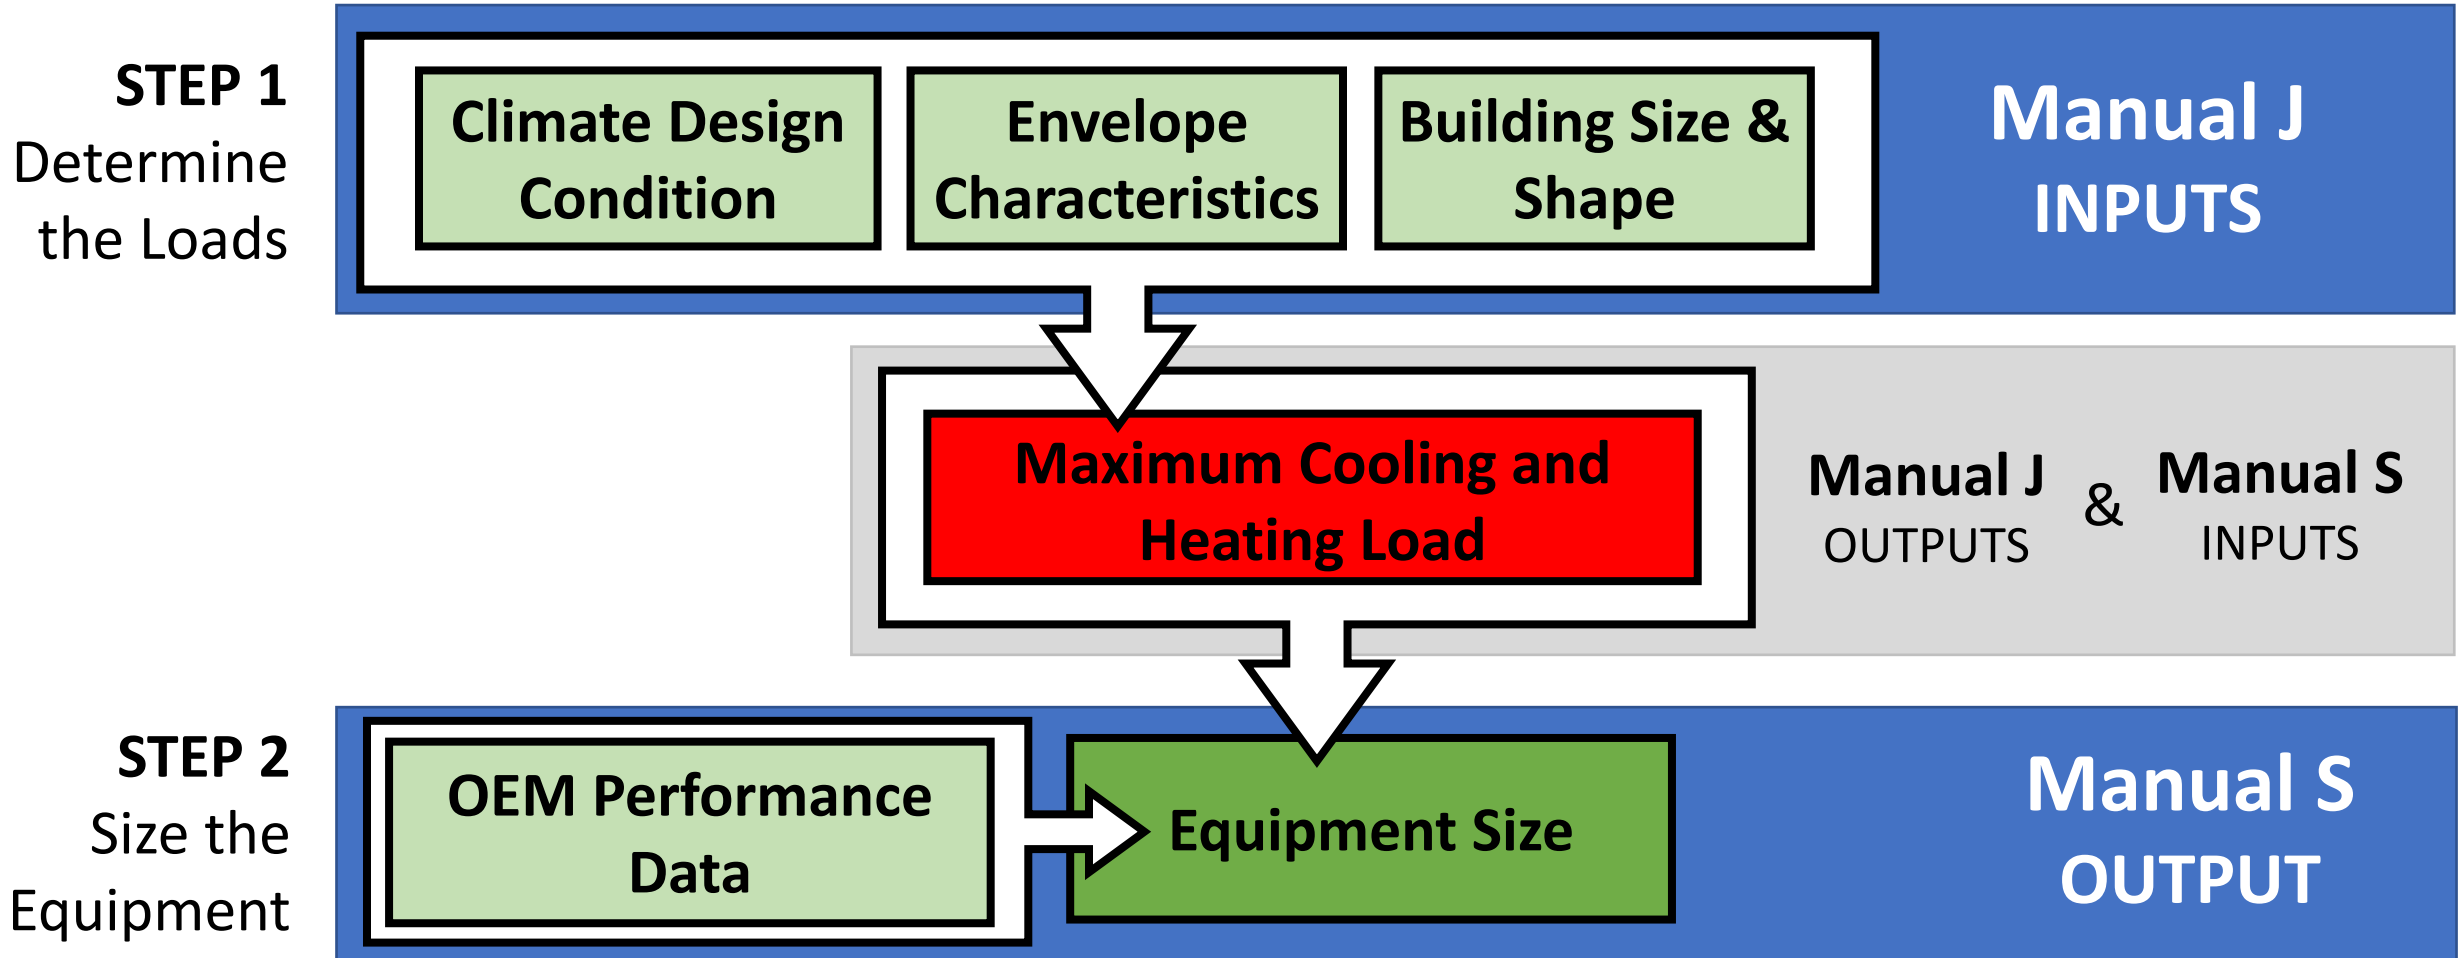 STEP 1
Determine
the Loads
Climate Design
Condition
Envelope
Characteristics
Building Size &
Shape
Manual J
INPUTS
Maximum Cooling and
Heating Load
Manual J
OUTPUTS
&
Manual S
INPUTS
STEP 2
Size the
Equipment
OEM Performance
Data
Equipment Size
Manual S
OUTPUT